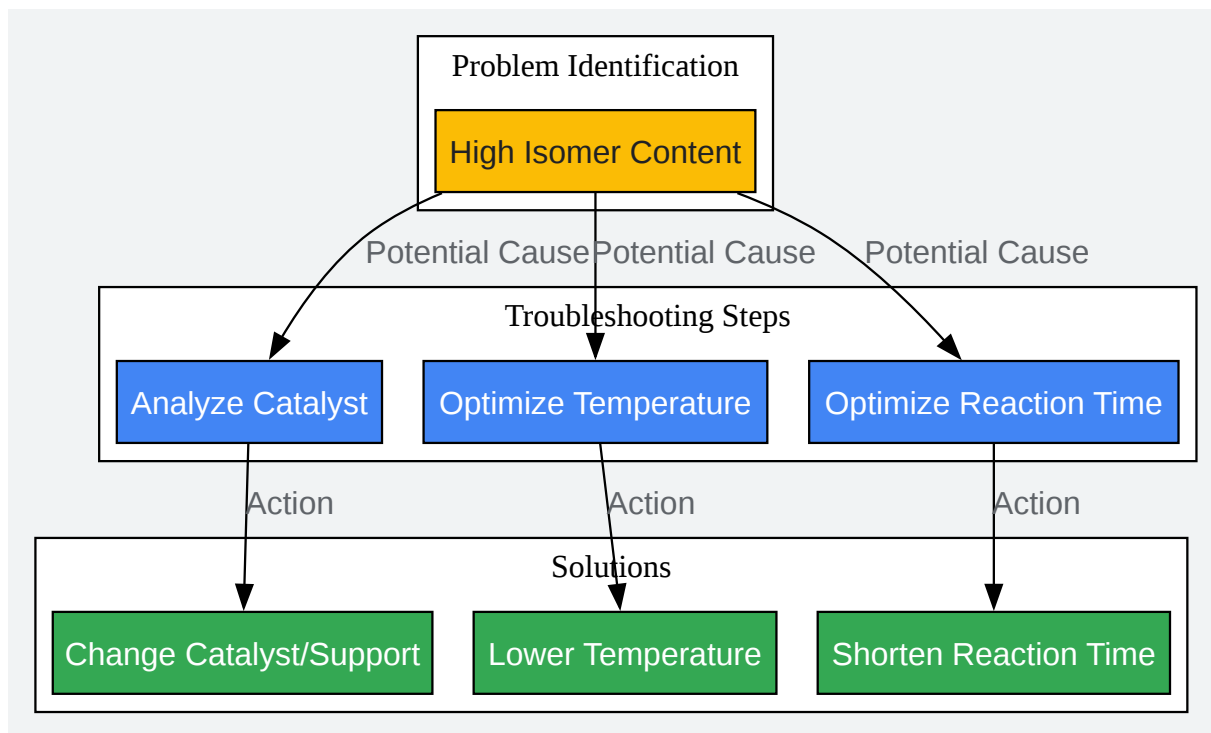 Problem Identification
High Isomer Content
Potential Cause
Potential Cause
Potential Cause
Troubleshooting Steps
Analyze Catalyst
Optimize Temperature
Optimize Reaction Time
Action
Action
Action
Solutions
Change Catalyst/Support
Lower Temperature
Shorten Reaction Time